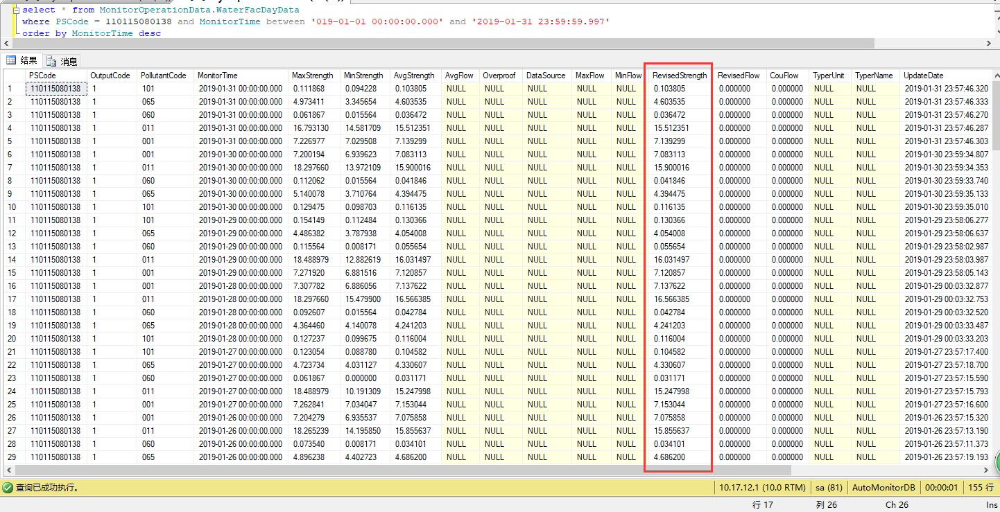 select * from MonitorOperationData.WaterFacDayData
where PSCode = 110115080138 and MonitorTime between '019-01-01 00:00:00.000' and '2019-01-31 23:59:59.997'
order by MonitorTime desc
结果 消息
PSCode OutputCode PollutantCode MonitorTime MaxStrength MinStrength AvgStrength AvgFlow Overproof DataSource MaxFlow MinFlow RevisedStrength RevisedFlow CouFlow TyperUnit TyperName UpdateDate
1 110115080138 1 101 2019-01-31 00:00:00.000 0.111868 0.094228 0.103805 NULL NULL NULL NULL NULL 0.103805 0.000000 0.000000 NULL NULL 2019-01-31 23:57:46.320
2 110115080138 1 065 2019-01-31 00:00:00.000 4.973411 3.345654 4.603535 NULL NULL NULL NULL NULL 4.603535 0.000000 0.000000 NULL NULL 2019-01-31 23:57:46.333
3 110115080138 1 060 2019-01-31 00:00:00.000 0.061867 0.015564 0.036472 NULL NULL NULL NULL NULL 0.036472 0.000000 0.000000 NULL NULL 2019-01-31 23:57:46.270
4 110115080138 1 011 2019-01-31 00:00:00.000 16.793130 14.581709 15.512351 NULL NULL NULL NULL NULL 15.512351 0.000000 0.000000 NULL NULL 2019-01-31 23:57:46.287
5 110115080138 1 001 2019-01-31 00:00:00.000 7.226977 7.029508 7.139299 NULL NULL NULL NULL NULL 7.139299 0.000000 0.000000 NULL NULL 2019-01-31 23:57:46.303
6 110115080138 1 001 2019-01-30 00:00:00.000 7.200194 6.939623 7.083113 NULL NULL NULL NULL NULL 7.083113 0.000000 0.000000 NULL NULL 2019-01-30 23:59:34.807
7 110115080138 1 011 2019-01-30 00:00:00.000 18.297660 13.972109 15.900016 NULL NULL NULL NULL NULL 15.900016 0.000000 0.000000 NULL NULL 2019-01-30 23:59:34.353
8 110115080138 1 060 2019-01-30 00:00:00.000 0.112062 0.015564 0.041846 NULL NULL NULL NULL NULL 0.041846 0.000000 0.000000 NULL NULL 2019-01-30 23:59:33.740
9 110115080138 1 065 2019-01-30 00:00:00.000 5.140078 3.710764 4.394475 NULL NULL NULL NULL NULL 4.394475 0.000000 0.000000 NULL NULL 2019-01-30 23:59:35.133
10 110115080138 1 101 2019-01-30 00:00:00.000 0.129475 0.098703 0.116135 NULL NULL NULL NULL NULL 0.116135 0.000000 0.000000 NULL NULL 2019-01-30 23:59:35.010
11 110115080138 1 101 2019-01-29 00:00:00.000 0.154149 0.112484 0.130366 NULL NULL NULL NULL NULL 0.130366 0.000000 0.000000 NULL NULL 2019-01-29 23:58:06.277
12 110115080138 1 065 2019-01-29 00:00:00.000 4.486382 3.787938 4.054008 NULL NULL NULL NULL NULL 4.054008 0.000000 0.000000 NULL NULL 2019-01-29 23:58:06.637
13 110115080138 1 060 2019-01-29 00:00:00.000 0.115564 0.008171 0.055654 NULL NULL NULL NULL NULL 0.055654 0.000000 0.000000 NULL NULL 2019-01-29 23:58:02.987
14 110115080138 1 011 2019-01-29 00:00:00.000 18.488979 12.882619 16.031497 NULL NULL NULL NULL NULL 16.031497 0.000000 0.000000 NULL NULL 2019-01-29 23:58:03.987
15 110115080138 1 001 2019-01-29 00:00:00.000 7.271920 6.881516 7.120857 NULL NULL NULL NULL NULL 7.120857 0.000000 0.000000 NULL NULL 2019-01-29 23:58:05.143
16 110115080138 1 001 2019-01-28 00:00:00.000 7.307782 6.886056 7.137622 NULL NULL NULL NULL NULL 7.137622 0.000000 0.000000 NULL NULL 2019-01-29 00:03:32.877
17 110115080138 1 011 2019-01-28 00:00:00.000 18.297660 15.479900 16.566385 NULL NULL NULL NULL NULL 16.566385 0.000000 0.000000 NULL NULL 2019-01-29 00:03:32.753
18 110115080138 1 060 2019-01-28 00:00:00.000 0.092607 0.015564 0.042784 NULL NULL NULL NULL NULL 0.042784 0.000000 0.000000 NULL NULL 2019-01-29 00:03:32.520
19 110115080138 1 065 2019-01-28 00:00:00.000 4.364460 4.140078 4.241203 NULL NULL NULL NULL NULL 4.241203 0.000000 0.000000 NULL NULL 2019-01-29 00:03:33.487
20 110115080138 1 101 2019-01-28 00:00:00.000 0.127237 0.099675 0.116004 NULL NULL NULL NULL NULL 0.116004 0.000000 0.000000 NULL NULL 2019-01-29 00:03:33.203
21 110115080138 1 101 2019-01-27 00:00:00.000 0.123054 0.088780 0.104582 NULL NULL NULL NULL NULL 0.104582 0.000000 0.000000 NULL NULL 2019-01-27 23:57:17.400
22 110115080138 1 065 2019-01-27 00:00:00.000 4.723734 4.031127 4.330607 NULL NULL NULL NULL NULL 4.330607 0.000000 0.000000 NULL NULL 2019-01-27 23:57:18.700
23 110115080138 1 060 2019-01-27 00:00:00.000 0.061867 0.000000 0.031171 NULL NULL NULL NULL NULL 0.031171 0.000000 0.000000 NULL NULL 2019-01-27 23:57:15.590
24 110115080138 1 011 2019-01-27 00:00:00.000 18.488979 10.191309 15.247998 NULL NULL NULL NULL NULL 15.247998 0.000000 0.000000 NULL NULL 2019-01-27 23:57:15.793
25 110115080138 1 001 2019-01-27 00:00:00.000 7.262841 7.034047 7.153044 NULL NULL NULL NULL NULL 7.153044 0.000000 0.000000 NULL NULL 2019-01-27 23:57:16.600
26 110115080138 1 001 2019-01-26 00:00:00.000 7.204279 6.935537 7.075858 NULL NULL NULL NULL NULL 7.075858 0.000000 0.000000 NULL NULL 2019-01-26 23:57:15.320
27 110115080138 1 011 2019-01-26 00:00:00.000 18.265239 14.195850 15.855637 NULL NULL NULL NULL NULL 15.855637 0.000000 0.000000 NULL NULL 2019-01-26 23:57:13.190
28 110115080138 1 060 2019-01-26 00:00:00.000 0.073540 0.008171 0.034101 NULL NULL NULL NULL NULL 0.034101 0.000000 0.000000 NULL NULL 2019-01-26 23:57:11.373
29 110115080138 1 065 2019-01-26 00:00:00.000 4.896238 4.402723 4.686200 NULL NULL NULL NULL NULL 4.686200 0.000000 0.000000 NULL NULL 2019-01-26 23:57:19.193
查询已成功执行。 10.17.12.1 (10.0 RTM) sa (81) AutoMonitorDB 00:00:01 155 行
行 17 列 26 Ch 26 Ins